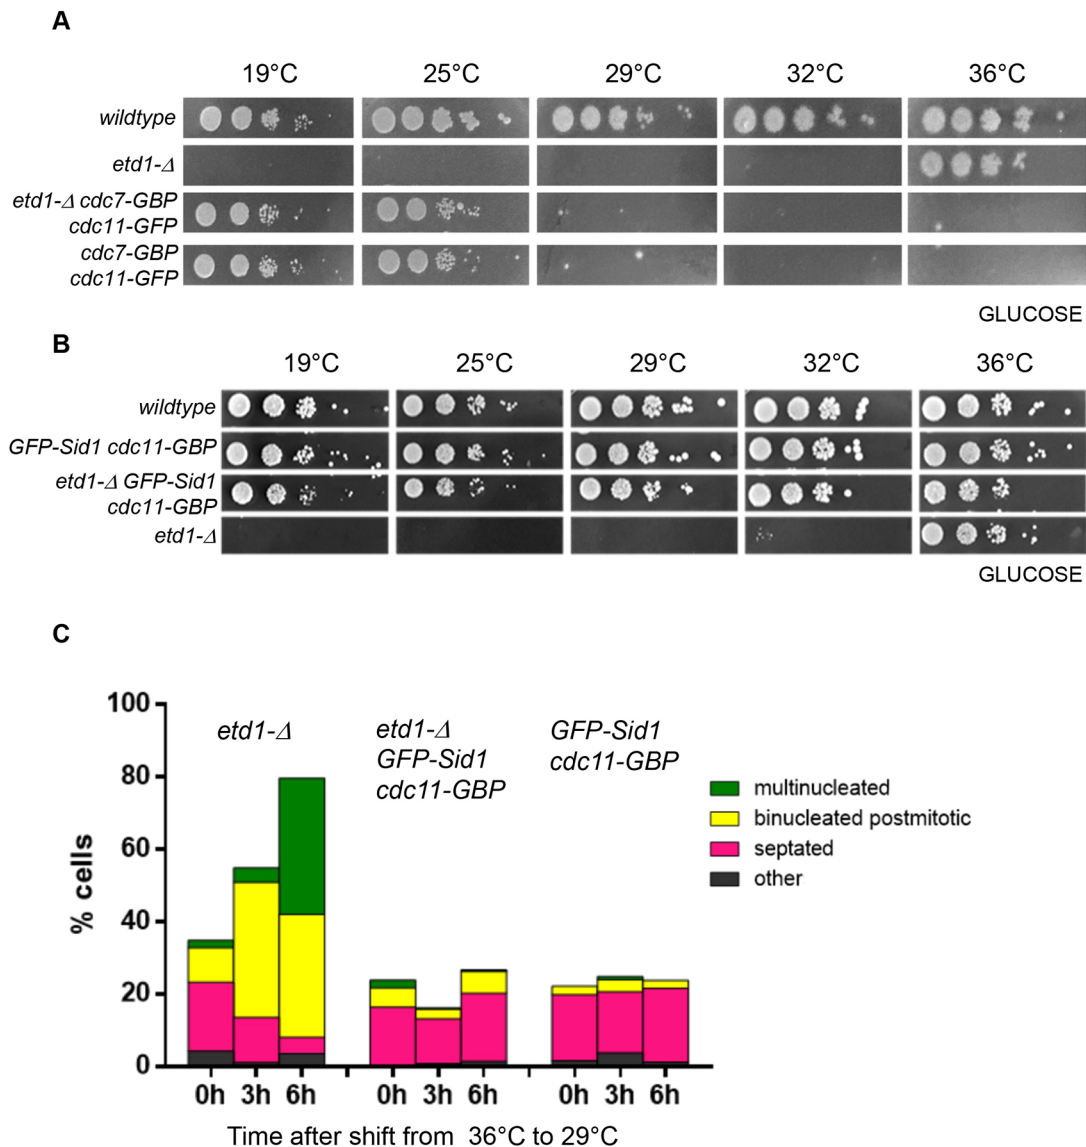 A
19°C 25°C 29°C 32°C 36°C
wildtype
etd1-Δ
etd1-Δ cdc7-GBP
cdc11-GFP
cdc7-GBP
cdc11-GFP
GLUCOSE
B
19°C 25°C 29°C 32°C 36°C
wildtype
GFP-Sid1 cdc11-GBP
etd1-Δ GFP-Sid1
cdc11-GBP
etd1-Δ
GLUCOSE
C
100
80
60
40
20
0
% cells
etd1-Δ
etd1-Δ
GFP-Sid1
cdc11-GBP
GFP-Sid1
cdc11-GBP
multinucleated
binucleated postmitotic
septated
other
0h 3h 6h 0h 3h 6h 0h 3h 6h
Time after shift from 36°C to 29°C